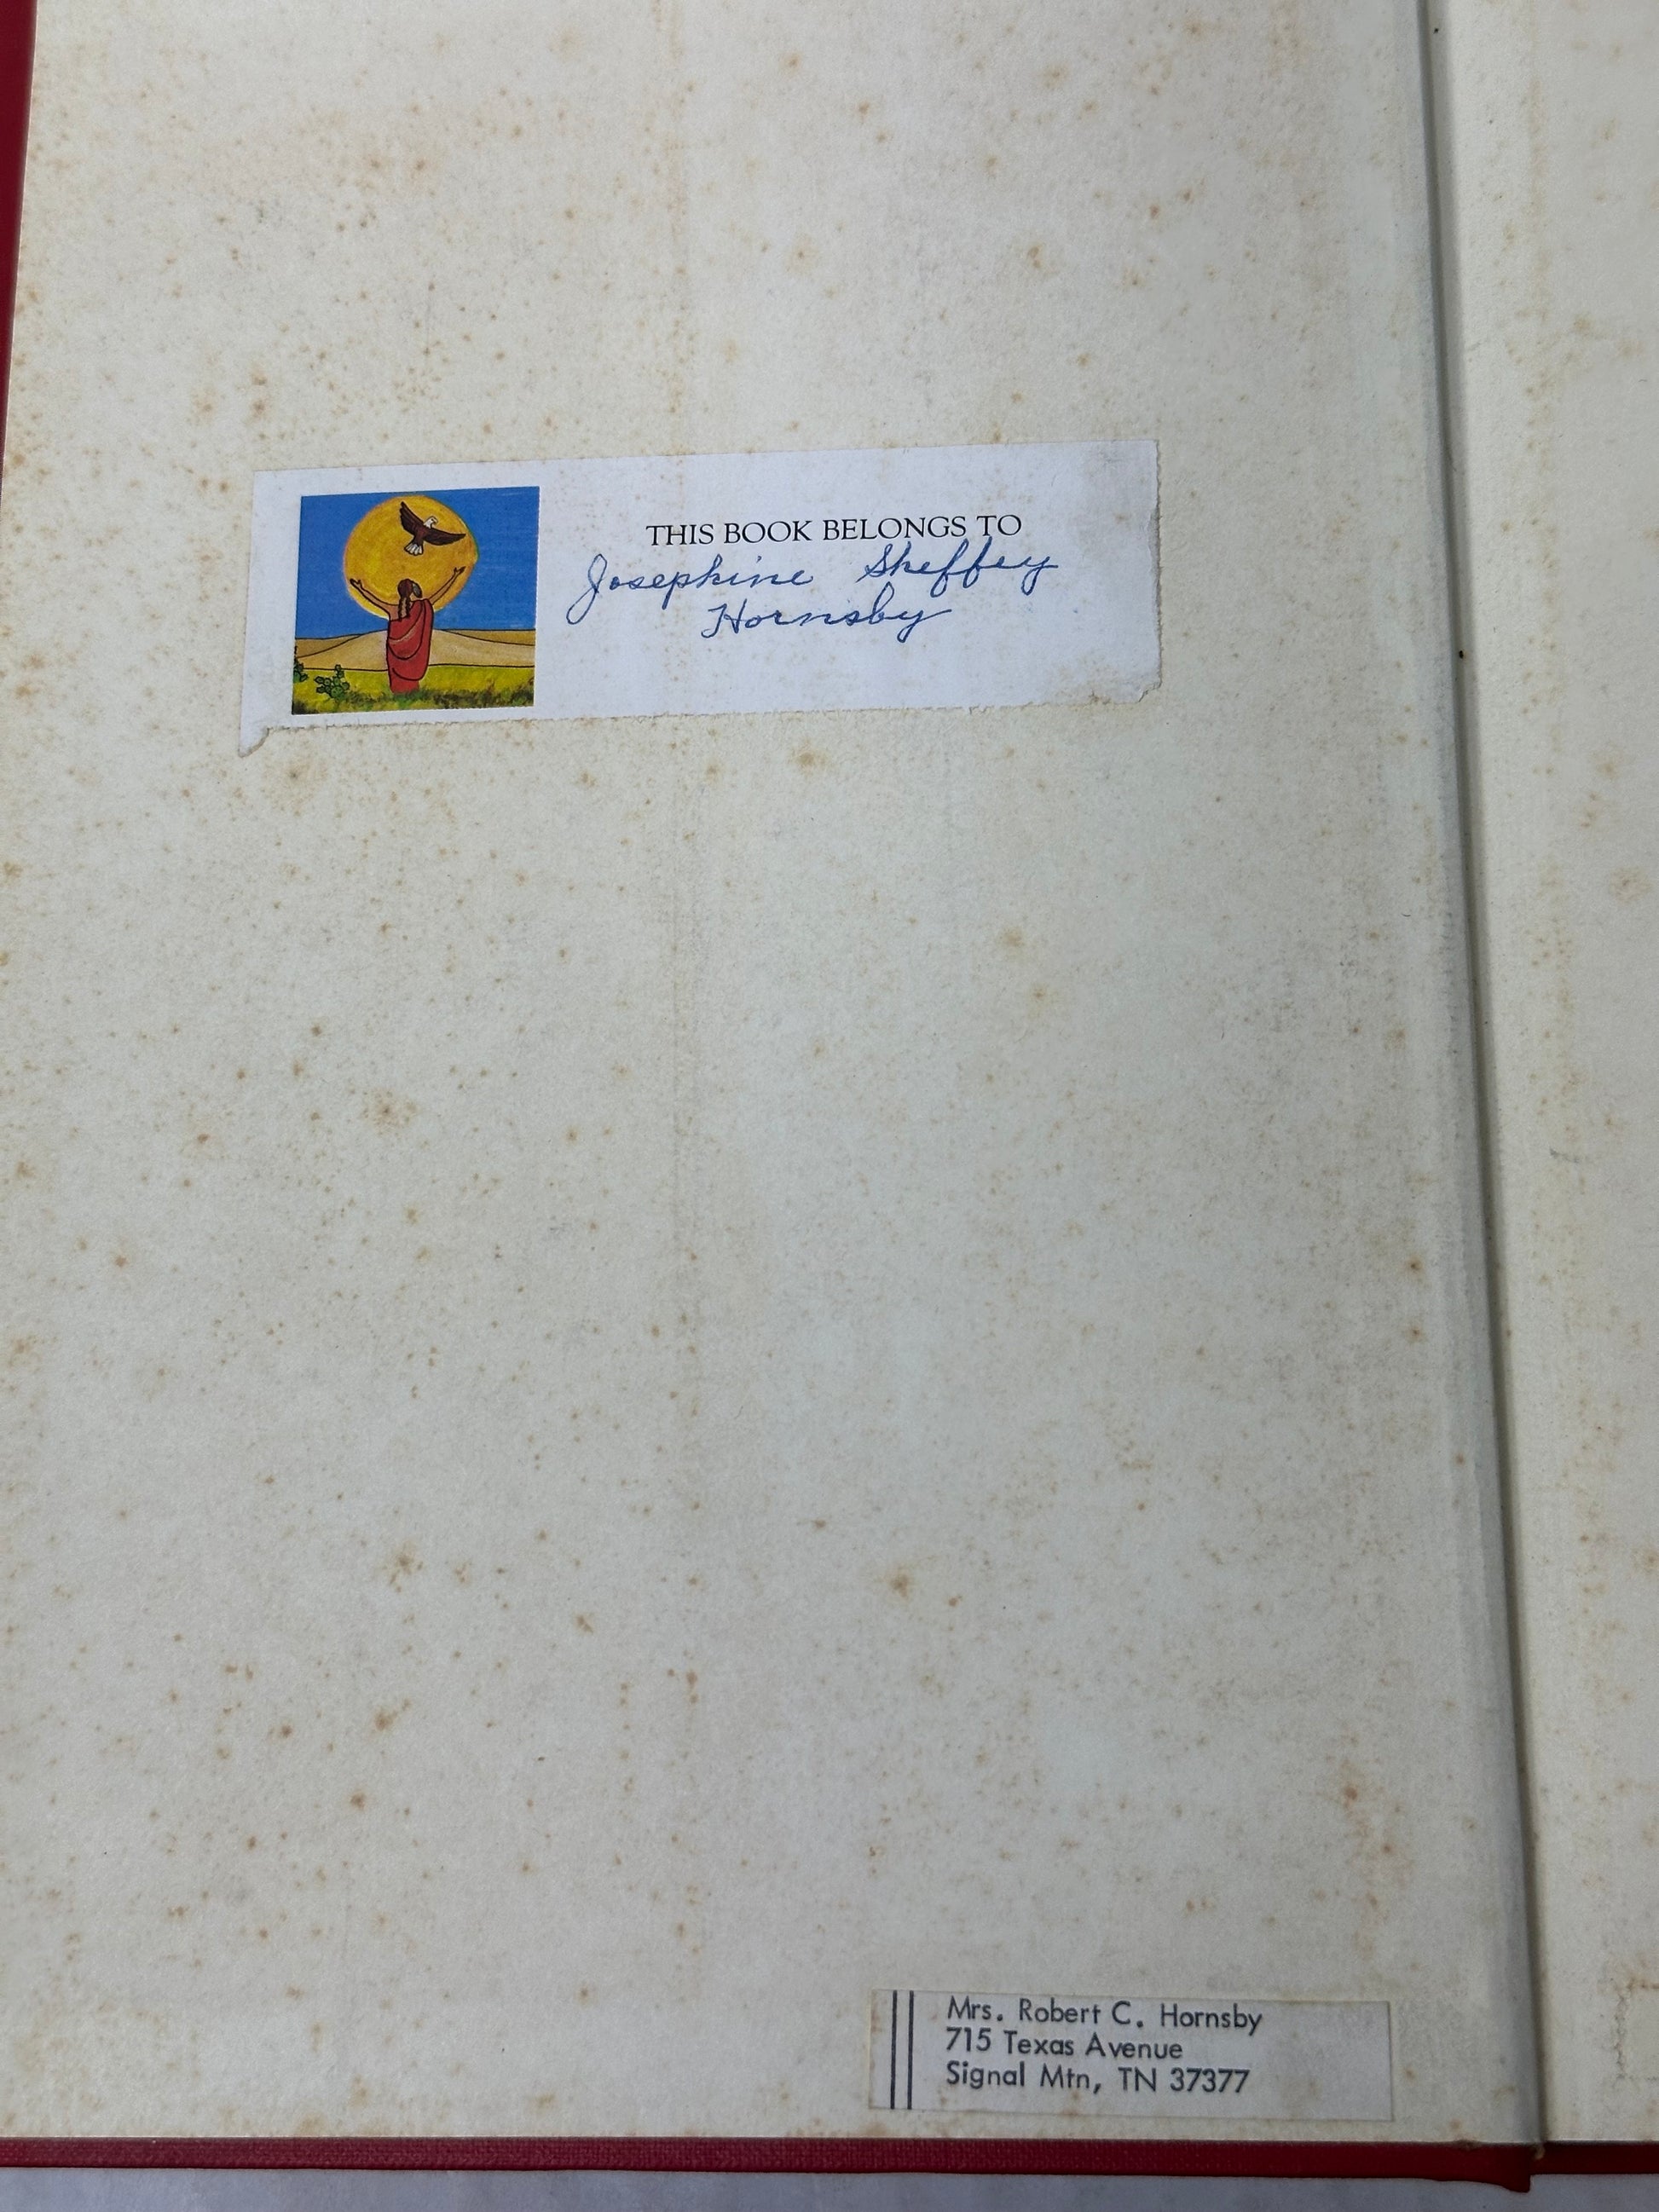 THIS BOOK BELONGS TO
Josephine Sheffey
Hornsby
Mrs. Robert C. Hornsby
715 Texas Avenue
Signal Mtn, TN 37377